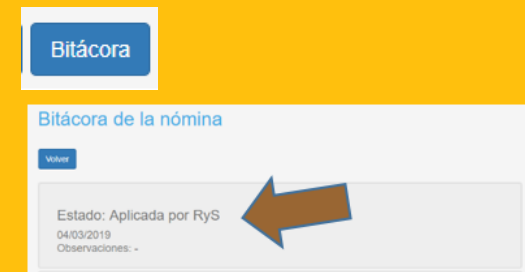 Bitácora
Bitácora de la nómina
Volver
Estado: Aplicada por RyS
04/03/2019
Observaciones: -